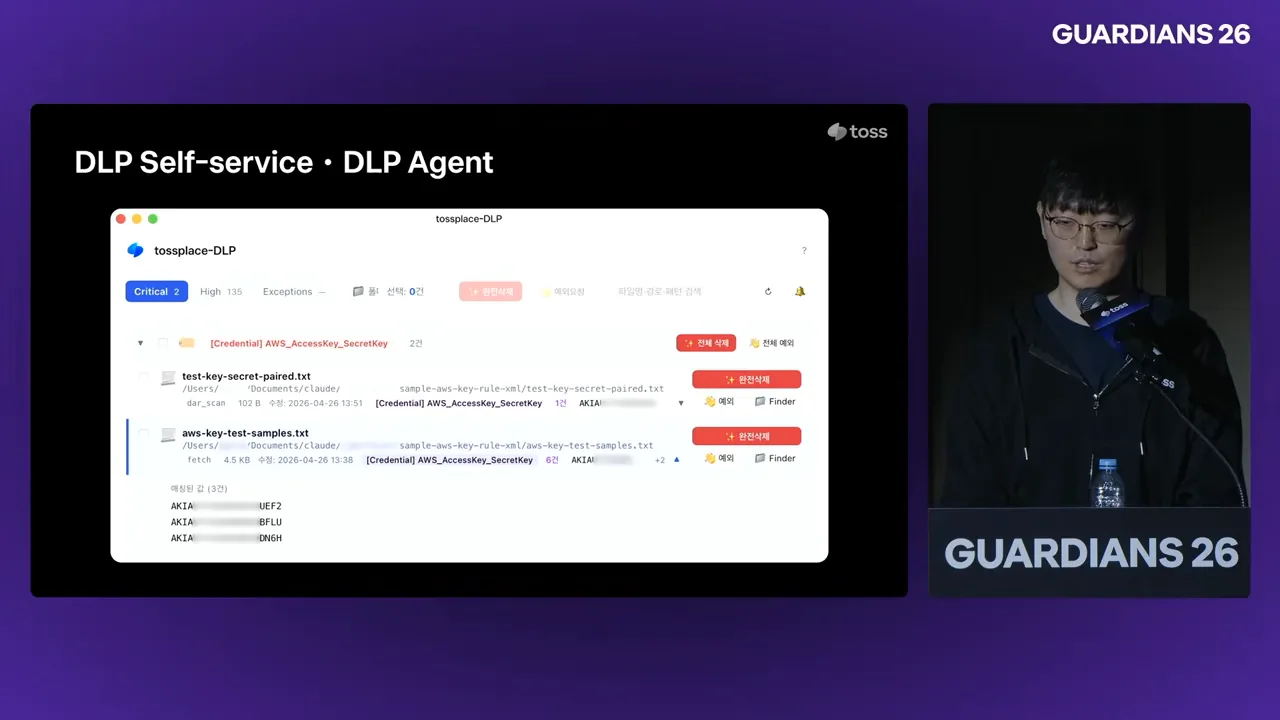 GUARDIANS 26
toss
DLP Self-service · DLP Agent
tossplace-DLP
tossplace-DLP
?
Critical 2 High 135 Exceptions — 선택: 0건 ✨ 완전삭제 예외요청 파일명·경로·패턴 검색
[Credential] AWS_AccessKey_SecretKey 2건 ✨ 전체 삭제 전체 예외
test-key-secret-paired.txt ✨ 완전삭제
/Users/ Documents/claude/ sample-aws-key-rule-xml/test-key-secret-paired.txt
dar_scan 102 B 수정: 2026-04-26 13:51 [Credential] AWS_AccessKey_SecretKey 1건 AKIA 예외 Finder
aws-key-test-samples.txt ✨ 완전삭제
/Users/ Documents/claude/ sample-aws-key-rule-xml/aws-key-test-samples.txt
fetch 4.5 KB 수정: 2026-04-26 13:38 [Credential] AWS_AccessKey_SecretKey 6건 AKIA +2 예외 Finder
매칭된 값 (3건)
AKIA UEF2
AKIA BFLU
AKIA DN6H
toss
GUARDIANS 26